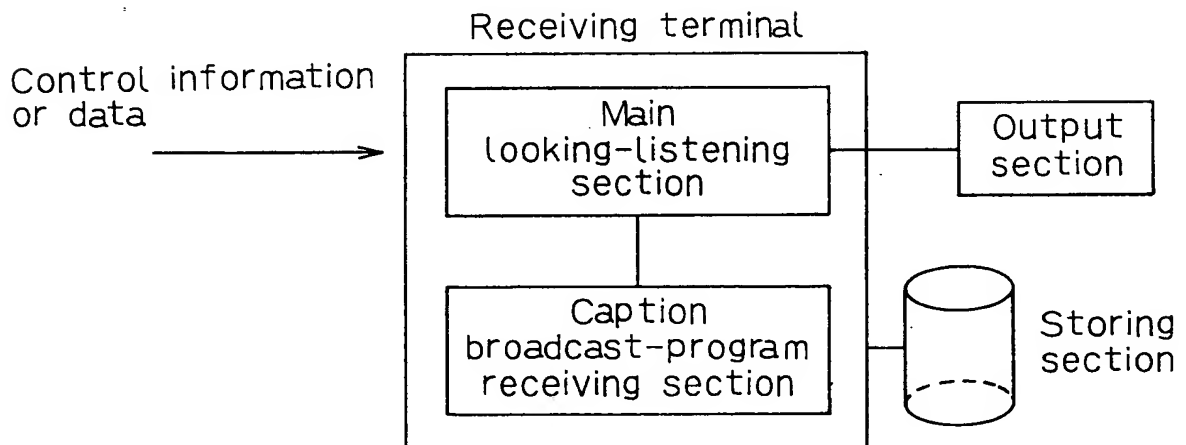 Receiving terminal
Control information
or data
Main
looking-listening
section
Output
section
Caption
broadcast-program
receiving section
Storing
section